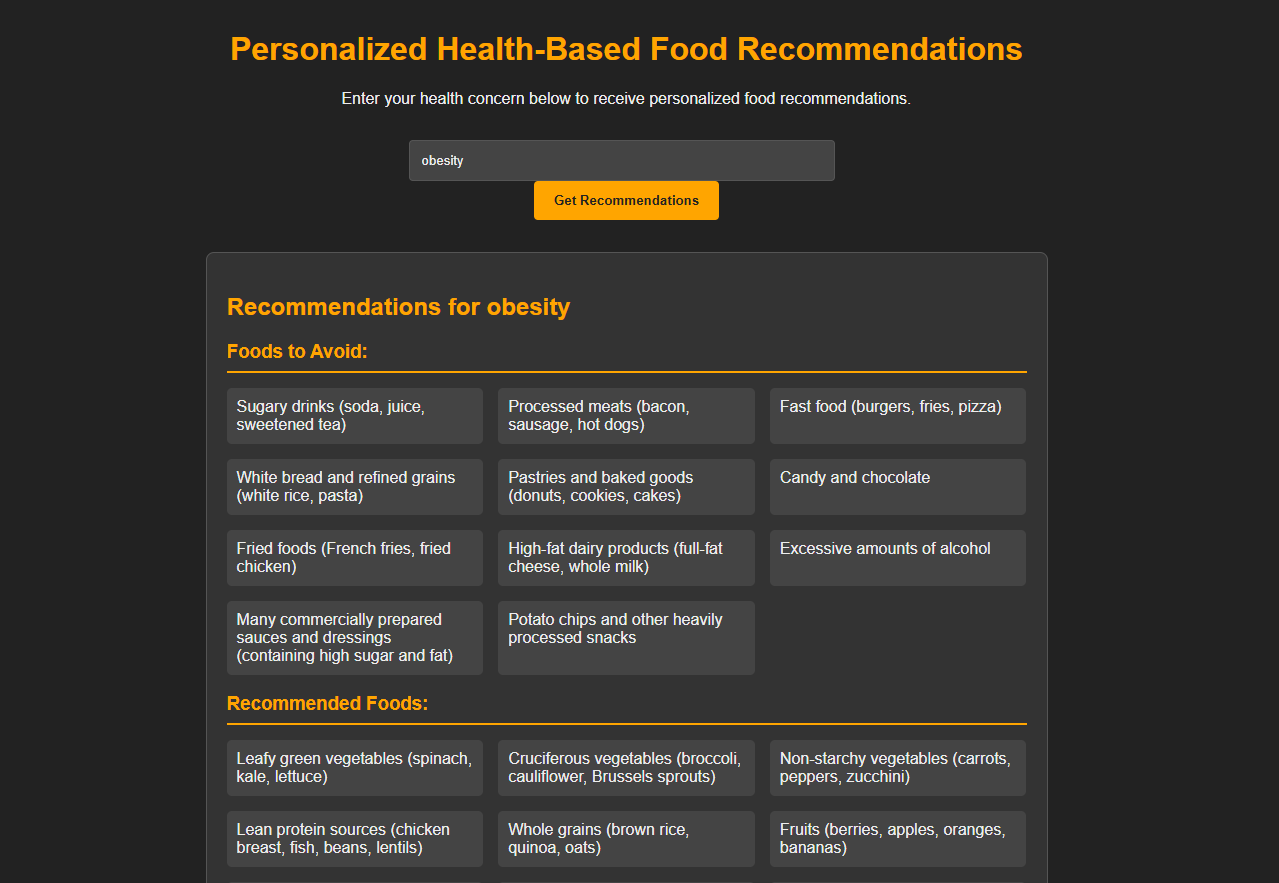 Personalized Health-Based Food Recommendations
Enter your health concern below to receive personalized food recommendations.
obesity
Get Recommendations
Recommendations for obesity
Foods to Avoid:
Sugary drinks (soda, juice,
sweetened tea)
Processed meats (bacon,
sausage, hot dogs)
Fast food (burgers, fries, pizza)
White bread and refined grains
(white rice, pasta)
Pastries and baked goods
(donuts, cookies, cakes)
Candy and chocolate
Fried foods (French fries, fried
chicken)
High-fat dairy products (full-fat
cheese, whole milk)
Excessive amounts of alcohol
Many commercially prepared
sauces and dressings
(containing high sugar and fat)
Potato chips and other heavily
processed snacks
Recommended Foods:
Leafy green vegetables (spinach,
kale, lettuce)
Cruciferous vegetables (broccoli,
cauliflower, Brussels sprouts)
Non-starchy vegetables (carrots,
peppers, zucchini)
Lean protein sources (chicken
breast, fish, beans, lentils)
Whole grains (brown rice,
quinoa, oats)
Fruits (berries, apples, oranges,
bananas)